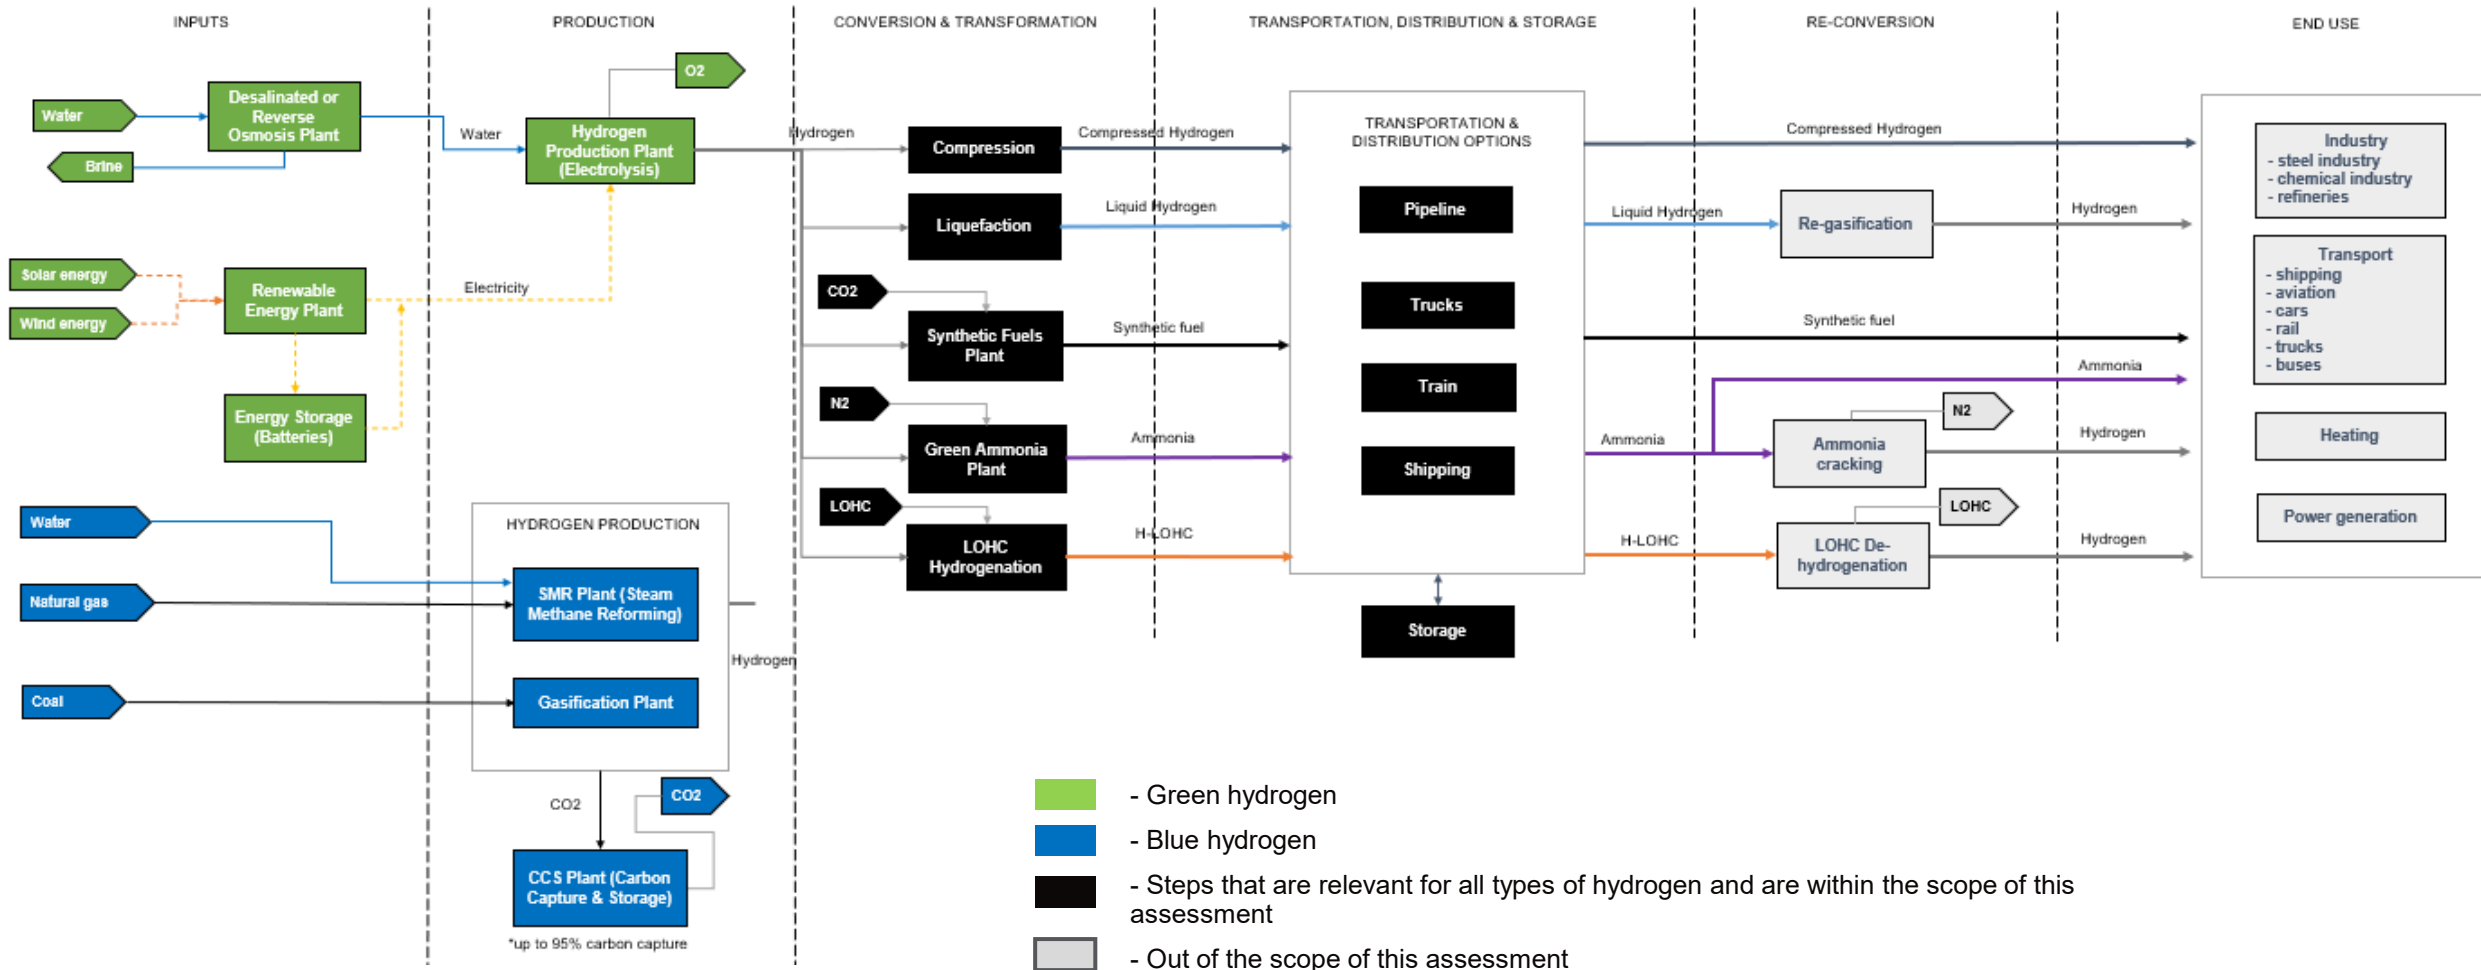 INPUTS
PRODUCTION
CONVERSION & TRANSFORMATION
TRANSPORTATION, DISTRIBUTION & STORAGE
RE-CONVERSION
END USE
Water
Brine
Desalinated or
Reverse
Osmosis Plant
Water
Solar energy
Wind energy
Renewable
Energy Plant
Electricity
Energy Storage
(Batteries)
O2
Hydrogen
Production Plant
(Electrolysis)
Hydrogen
Water
Natural gas
Coal
HYDROGEN PRODUCTION
SMR Plant (Steam
Methane Reforming)
Gasification Plant
Hydrogen
CO2
CO2
CCS Plant (Carbon
Capture & Storage)
*up to 95% carbon capture
Compression
Compressed Hydrogen
Liquefaction
Liquid Hydrogen
CO2
Synthetic Fuels
Plant
Synthetic fuel
N2
Green Ammonia
Plant
Ammonia
LOHC
LOHC
Hydrogenation
H-LOHC
TRANSPORTATION &
DISTRIBUTION OPTIONS
Pipeline
Trucks
Train
Shipping
Storage
Compressed Hydrogen
Liquid Hydrogen
Re-gasification
Hydrogen
Synthetic fuel
Ammonia
Ammonia
N2
Ammonia
cracking
Hydrogen
H-LOHC
LOHC
LOHC De-
hydrogenation
Hydrogen
Industry
- steel industry
- chemical industry
- refineries
Transport
- shipping
- aviation
- cars
- rail
- trucks
- buses
Heating
Power generation
- Green hydrogen
- Blue hydrogen
- Steps that are relevant for all types of hydrogen and are within the scope of this
assessment
- Out of the scope of this assessment